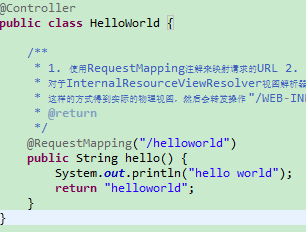 @Controller
public class HelloWorld {
/**
* 1. 使用RequestMapping注解来映射请求的URL 2.
* 对于InternalResourceViewResolver视图解析器
* 这样的方式得到实际的物理视图，然后会转发操作 "/WEB-IN
* @return
*/
@RequestMapping("/helloworld")
public String hello() {
System.out.println("hello world");
return "helloworld";
}
}